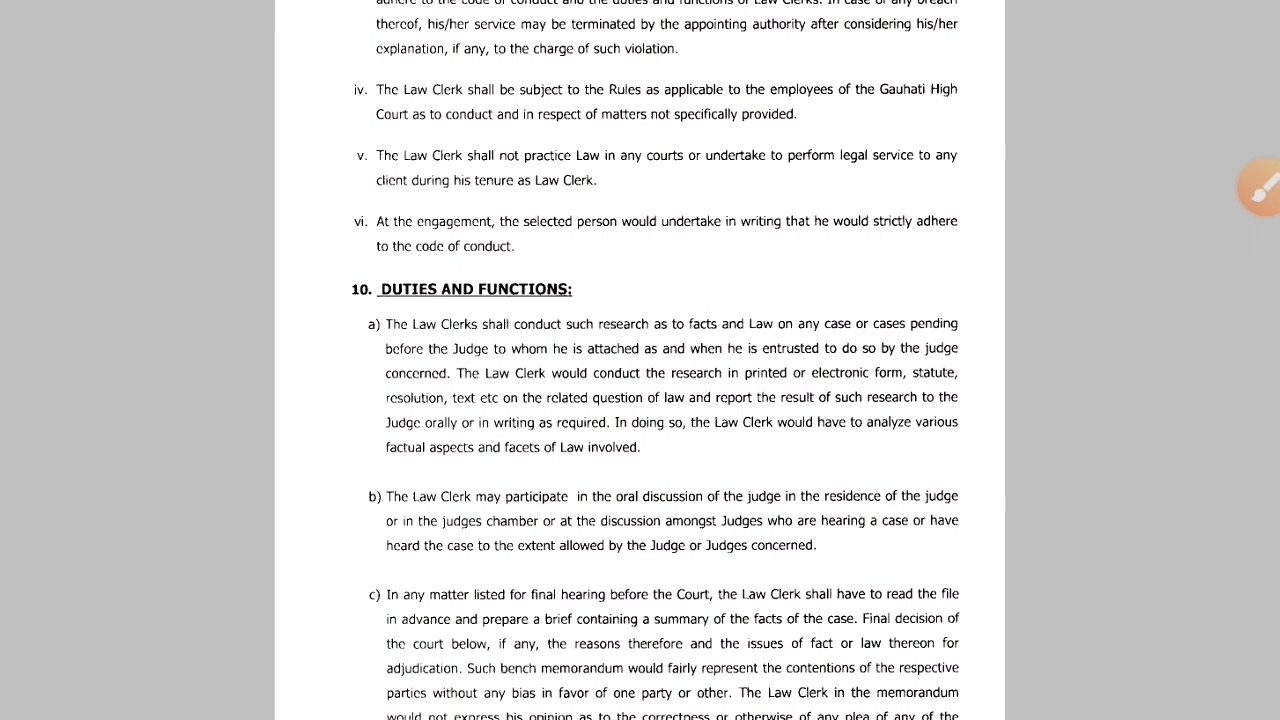 adhere to the code of conduct and the duties and functions of Law Clerks. In case of any breach
thereof, his/her service may be terminated by the appointing authority after considering his/her
explanation, if any, to the charge of such violation.
iv. The Law Clerk shall be subject to the Rules as applicable to the employees of the Gauhati High
Court as to conduct and in respect of matters not specifically provided.
v. The Law Clerk shall not practice Law in any courts or undertake to perform legal service to any
client during his tenure as Law Clerk.
vi. At the engagement, the selected person would undertake in writing that he would strictly adhere
to the code of conduct.
10. DUTIES AND FUNCTIONS:
a) The Law Clerks shall conduct such research as to facts and Law on any case or cases pending
before the Judge to whom he is attached as and when he is entrusted to do so by the judge
concerned. The Law Clerk would conduct the research in printed or electronic form, statute,
resolution, text etc on the related question of law and report the result of such research to the
Judge orally or in writing as required. In doing so, the Law Clerk would have to analyze various
factual aspects and facets of Law involved.
b) The Law Clerk may participate in the oral discussion of the judge in the residence of the judge
or in the judges chamber or at the discussion amongst Judges who are hearing a case or have
heard the case to the extent allowed by the Judge or Judges concerned.
c) In any matter listed for final hearing before the Court, the Law Clerk shall have to read the file
in advance and prepare a brief containing a summary of the facts of the case. Final decision of
the court below, if any, the reasons therefore and the issues of fact or law thereon for
adjudication. Such bench memorandum would fairly represent the contentions of the respective
parties without any bias in favor of one party or other. The Law Clerk in the memorandum
would not express his opinion as to the correctness or otherwise of any plea of any of the